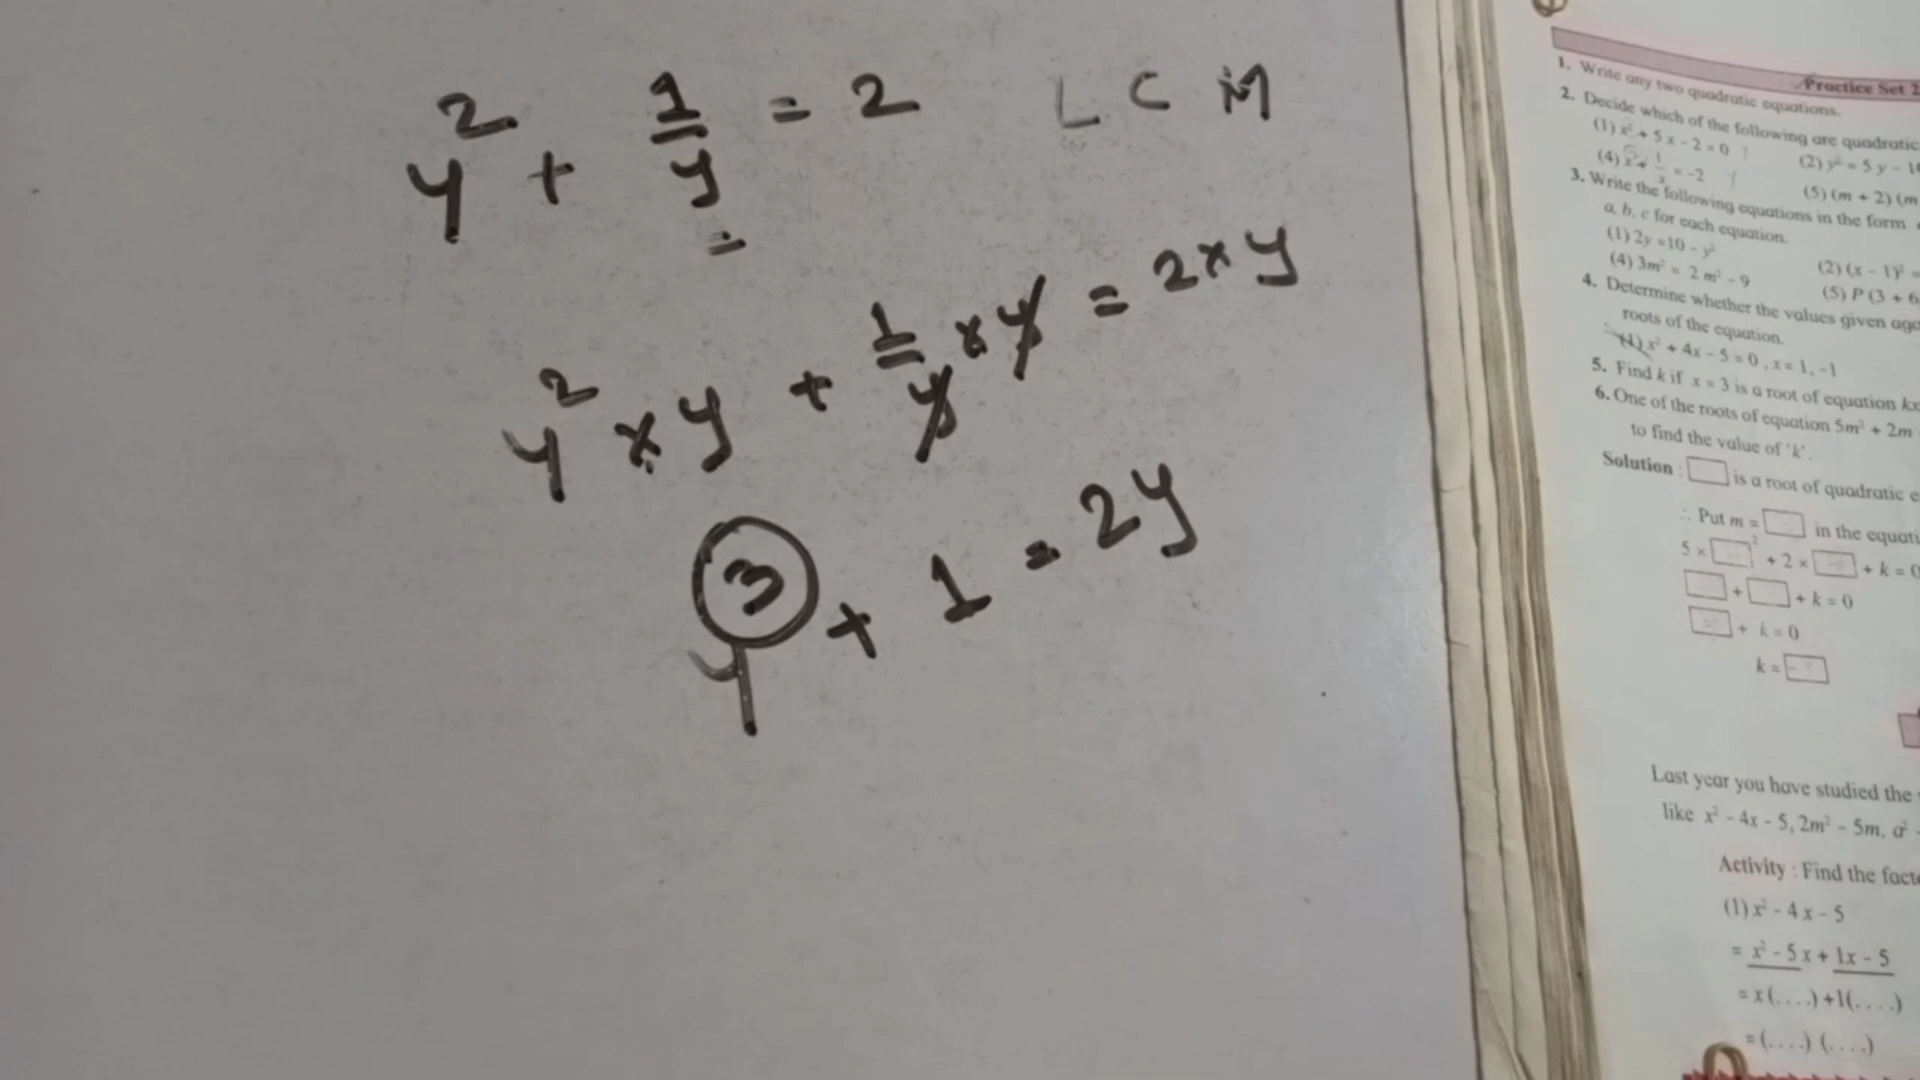 y² + 1/y = 2 L C M
=
y² × y + 1/y × y = 2 × y
y³ + 1 = 2y
Practice Set 2
1. Write any two quadratic equations.
2. Decide which of the following are quadratic
(1) x² + 5x - 2 = 0 (2) y² = 5y - 1
(4) x² + 1/x = -2 (5) (m + 2) (m
3. Write the following equations in the form
a, b, c for each equation.
(1) 2y = 10 - y² (2) (x - 1)² =
(4) 3m² = 2m² - 9 (5) P (3 + 6
4. Determine whether the values given aga
roots of the equation.
(1) x² + 4x - 5 = 0 , x = 1, -1
5. Find k if x = 3 is a root of equation kx
6. One of the roots of equation 5m² + 2m
to find the value of 'k'.
Solution : is a root of quadratic e
∴ Put m = in the equati
5 × ² + 2 × + k = 0
+ + k = 0
+ k = 0
k =
Last year you have studied the
like x² - 4x - 5, 2m² - 5m, a² -
Activity : Find the facto
(1) x² - 4x - 5
= x² - 5x + 1x - 5
= x(....) +1(....)
= (....) (....)